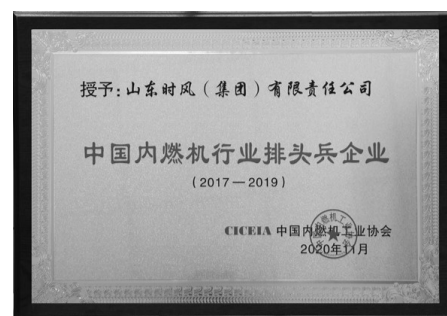 授予:山东时风(集团)有限责任公司
中国内燃机行业排头兵企业
(2017—2019)
CICEIA 中国内燃机工业协会
2020年11月